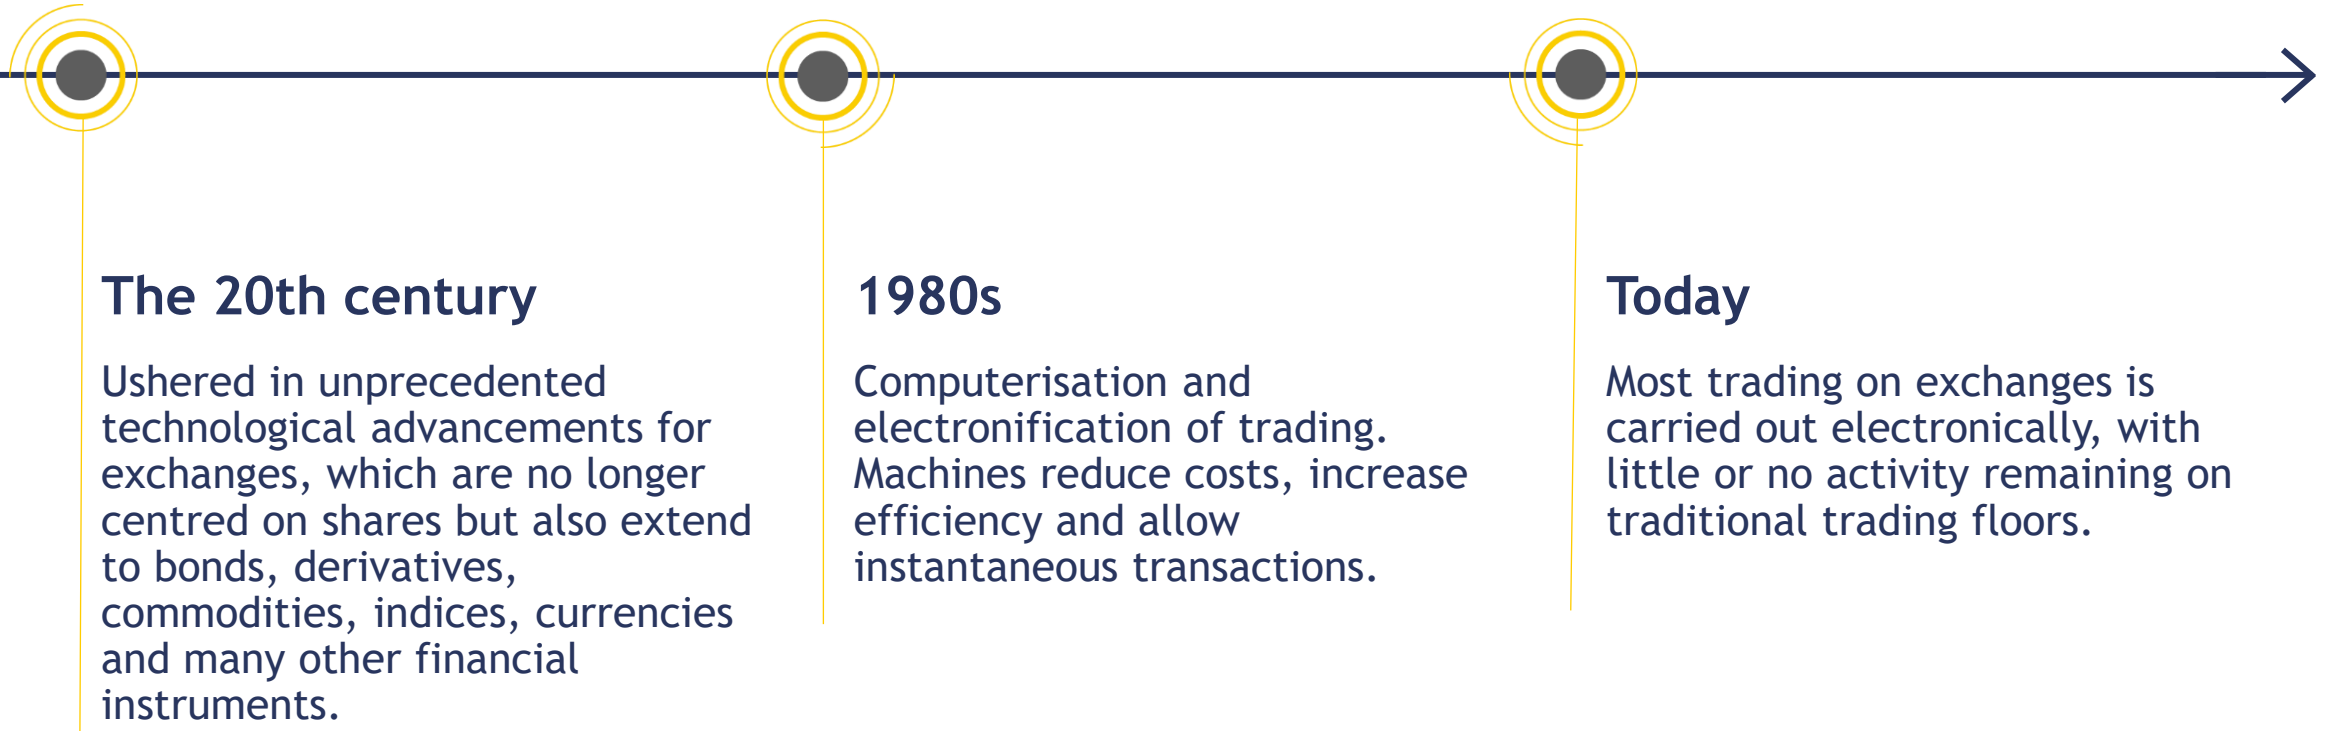 The 20th century
Ushered in unprecedented
technological advancements for
exchanges, which are no longer
centred on shares but also extend
to bonds, derivatives,
commodities, indices, currencies
and many other financial
instruments.
1980s
Computerisation and
electronification of trading.
Machines reduce costs, increase
efficiency and allow
instantaneous transactions.
Today
Most trading on exchanges is
carried out electronically, with
little or no activity remaining on
traditional trading floors.